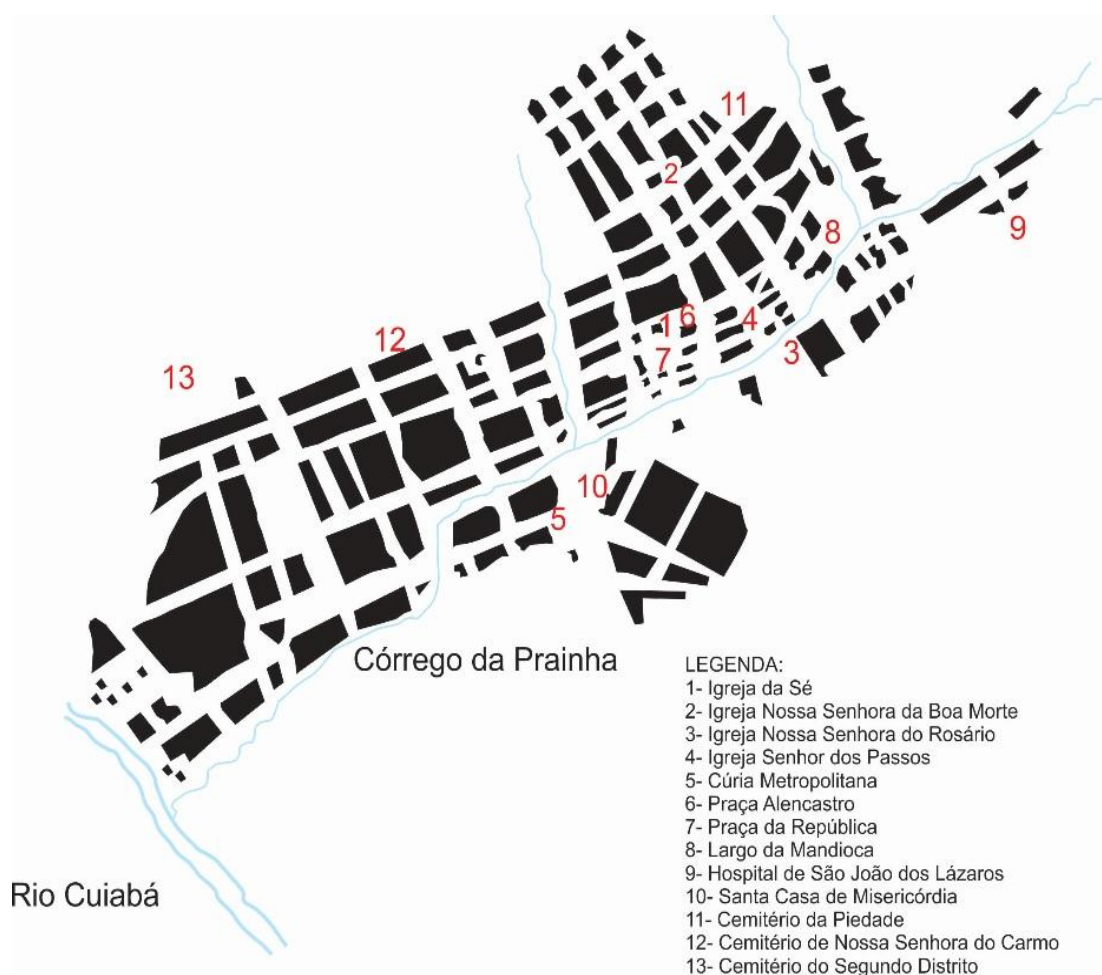 11
2
9
8
6
1
4
12
7
3
13
10
5
Córrego da Prainha
LEGENDA:
1- Igreja da Sé
2- Igreja Nossa Senhora da Boa Morte
3- Igreja Nossa Senhora do Rosário
4- Igreja Senhor dos Passos
5- Cúria Metropolitana
6- Praça Alencastro
7- Praça da República
8- Largo da Mandioca
9- Hospital de São João dos Lázaros
10- Santa Casa de Misericórdia
11- Cemitério da Piedade
12- Cemitério de Nossa Senhora do Carmo
13- Cemitério do Segundo Distrito
Rio Cuiabá